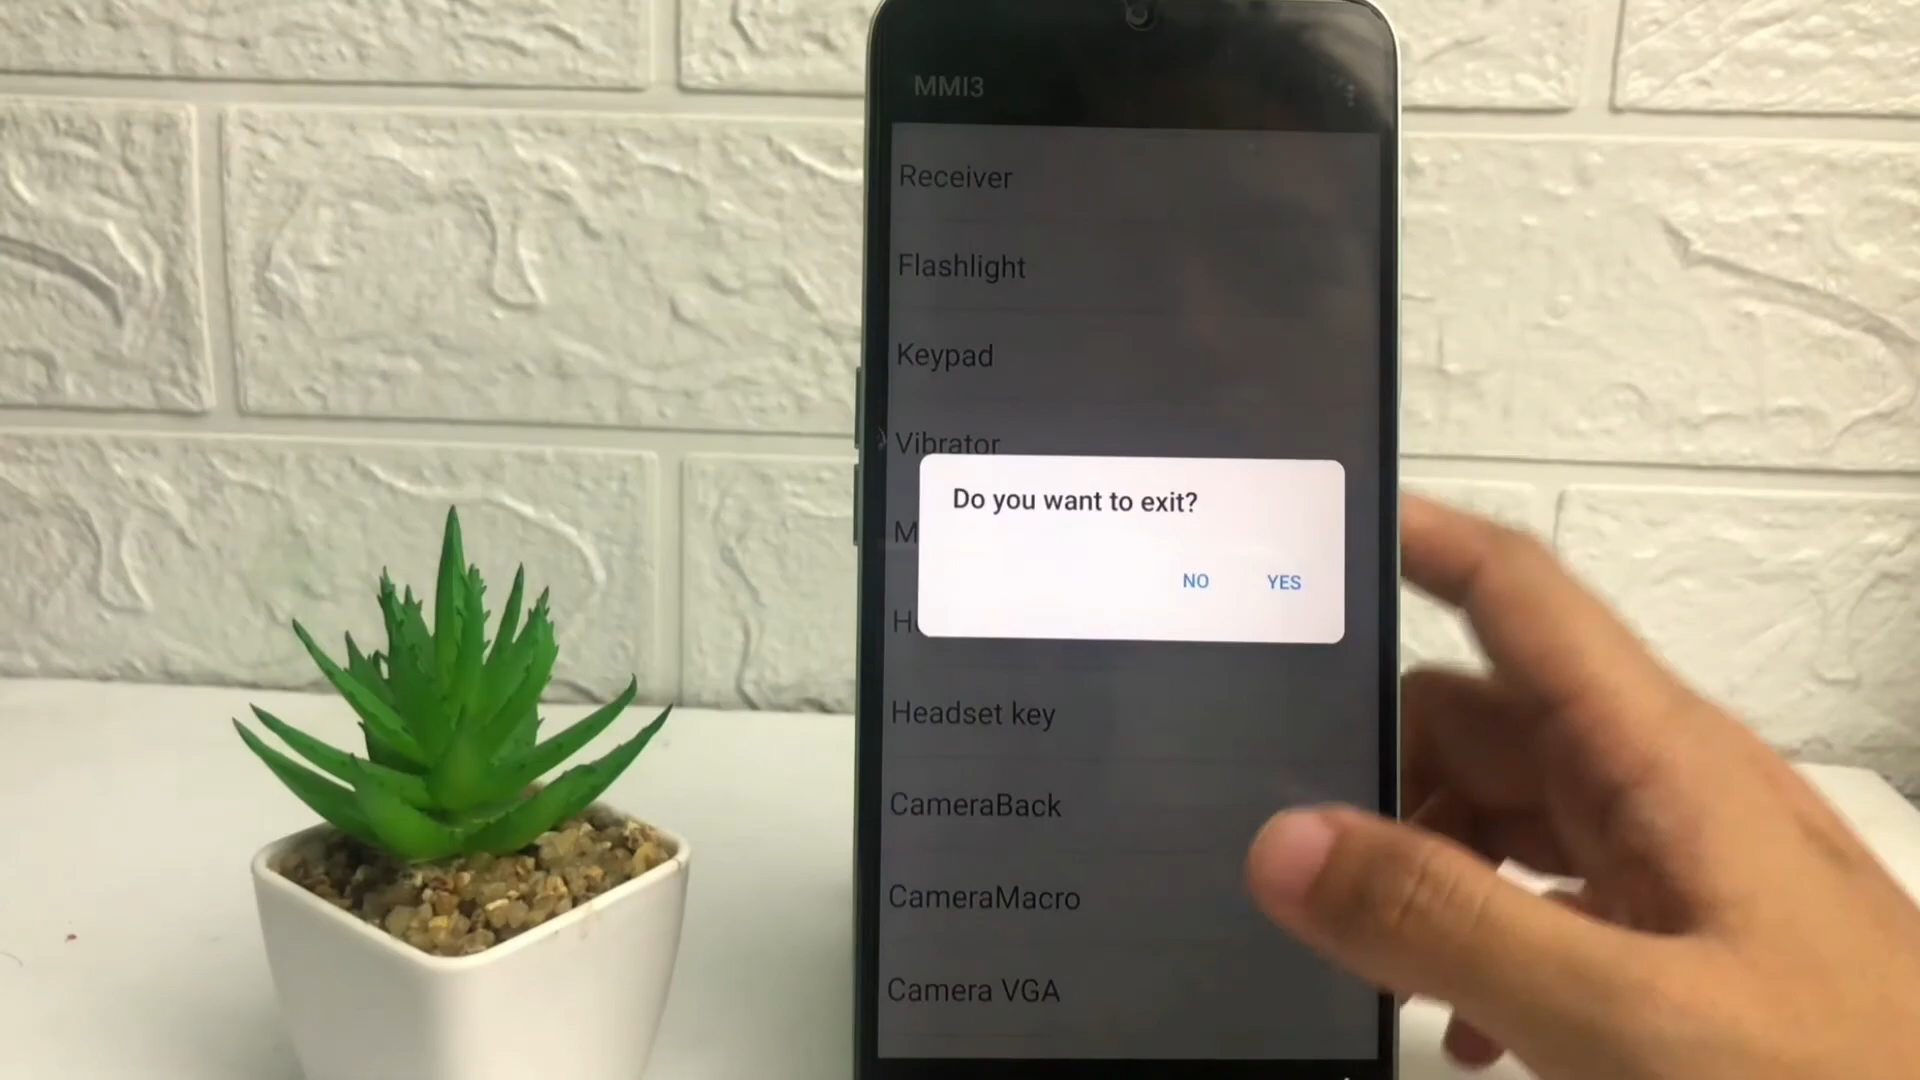 MMI3
Receiver
Flashlight
Keypad
Vibrator
Do you want to exit?
NO YES
Headset key
CameraBack
CameraMacro
Camera VGA